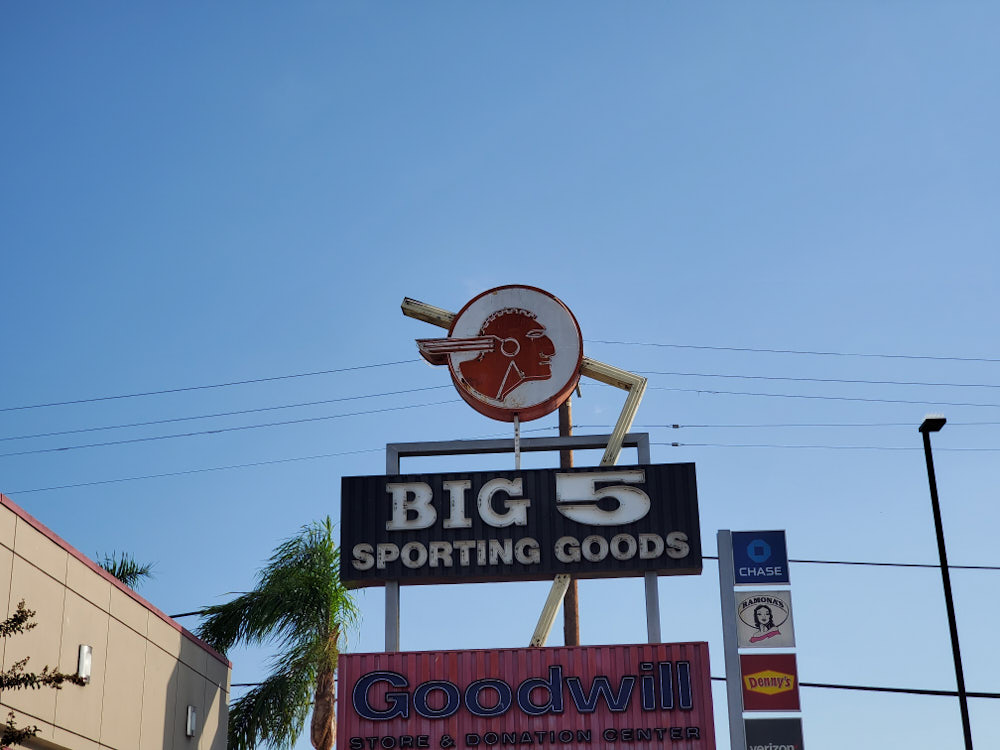 BIG 5
SPORTING GOODS
Goodwill
STORE & DONATION CENTER
CHASE
RAMONA'S
Denny's
verizon